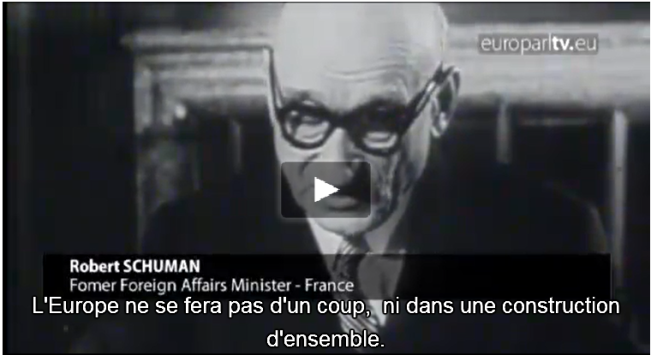 europarltv.eu
Robert SCHUMAN
Fomer Foreign Affairs Minister - France
L'Europe ne se fera pas d'un coup, ni dans une construction
d'ensemble.